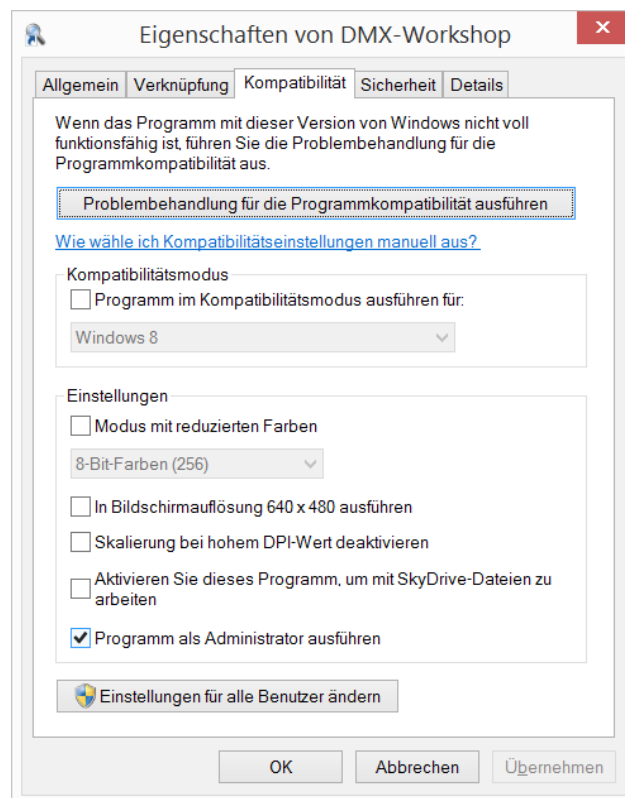 Eigenschaften von DMX-Workshop
Allgemein Verknüpfung Kompatibilität Sicherheit Details
Wenn das Programm mit dieser Version von Windows nicht voll
funktionsfähig ist, führen Sie die Problembehandlung für die
Programmkompatibilität aus.
Problembehandlung für die Programmkompatibilität ausführen
Wie wähle ich Kompatibilitätseinstellungen manuell aus?
Kompatibilitätsmodus
Programm im Kompatibilitätsmodus ausführen für:
Windows 8
Einstellungen
Modus mit reduzierten Farben
8-Bit-Farben (256)
In Bildschirmauflösung 640 x 480 ausführen
Skalierung bei hohem DPI-Wert deaktivieren
Aktivieren Sie dieses Programm, um mit SkyDrive-Dateien zu
arbeiten
Programm als Administrator ausführen
Einstellungen für alle Benutzer ändern
OK Abbrechen Übernehmen